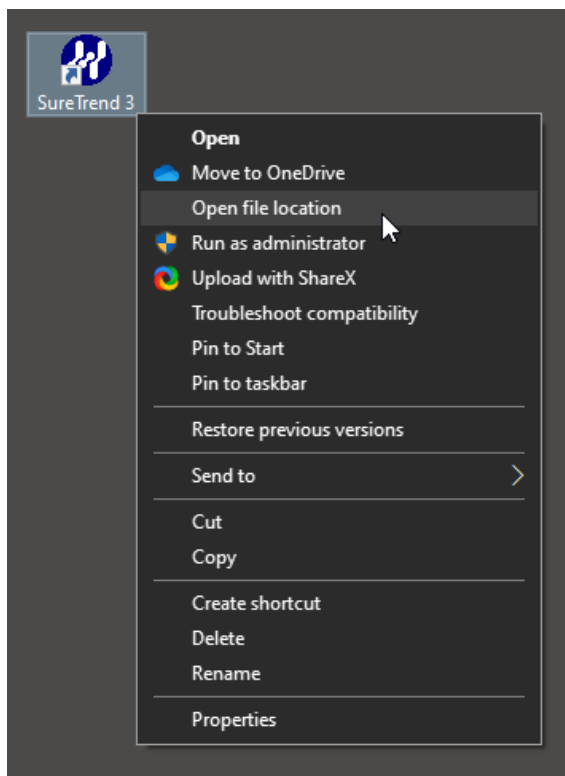 SureTrend 3
Open
Move to OneDrive
Open file location
Run as administrator
Upload with ShareX
Troubleshoot compatibility
Pin to Start
Pin to taskbar
Restore previous versions
Send to
Cut
Copy
Create shortcut
Delete
Rename
Properties